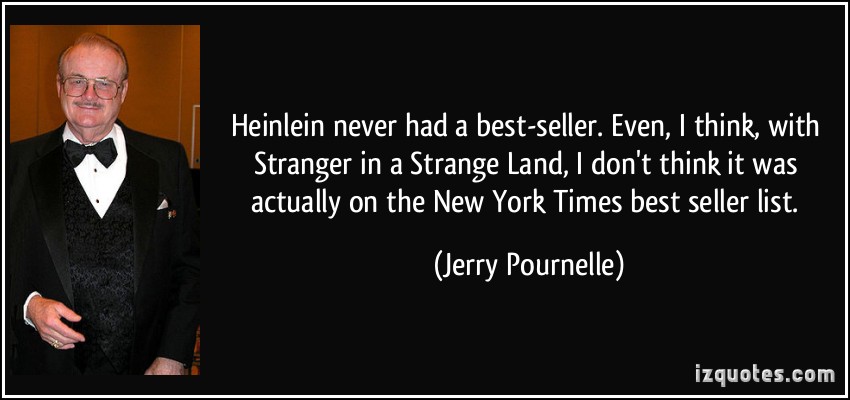 Heinlein never had a best-seller. Even, I think, with
Stranger in a Strange Land, I don't think it was
actually on the New York Times best seller list.
(Jerry Pournelle)
izquotes.com